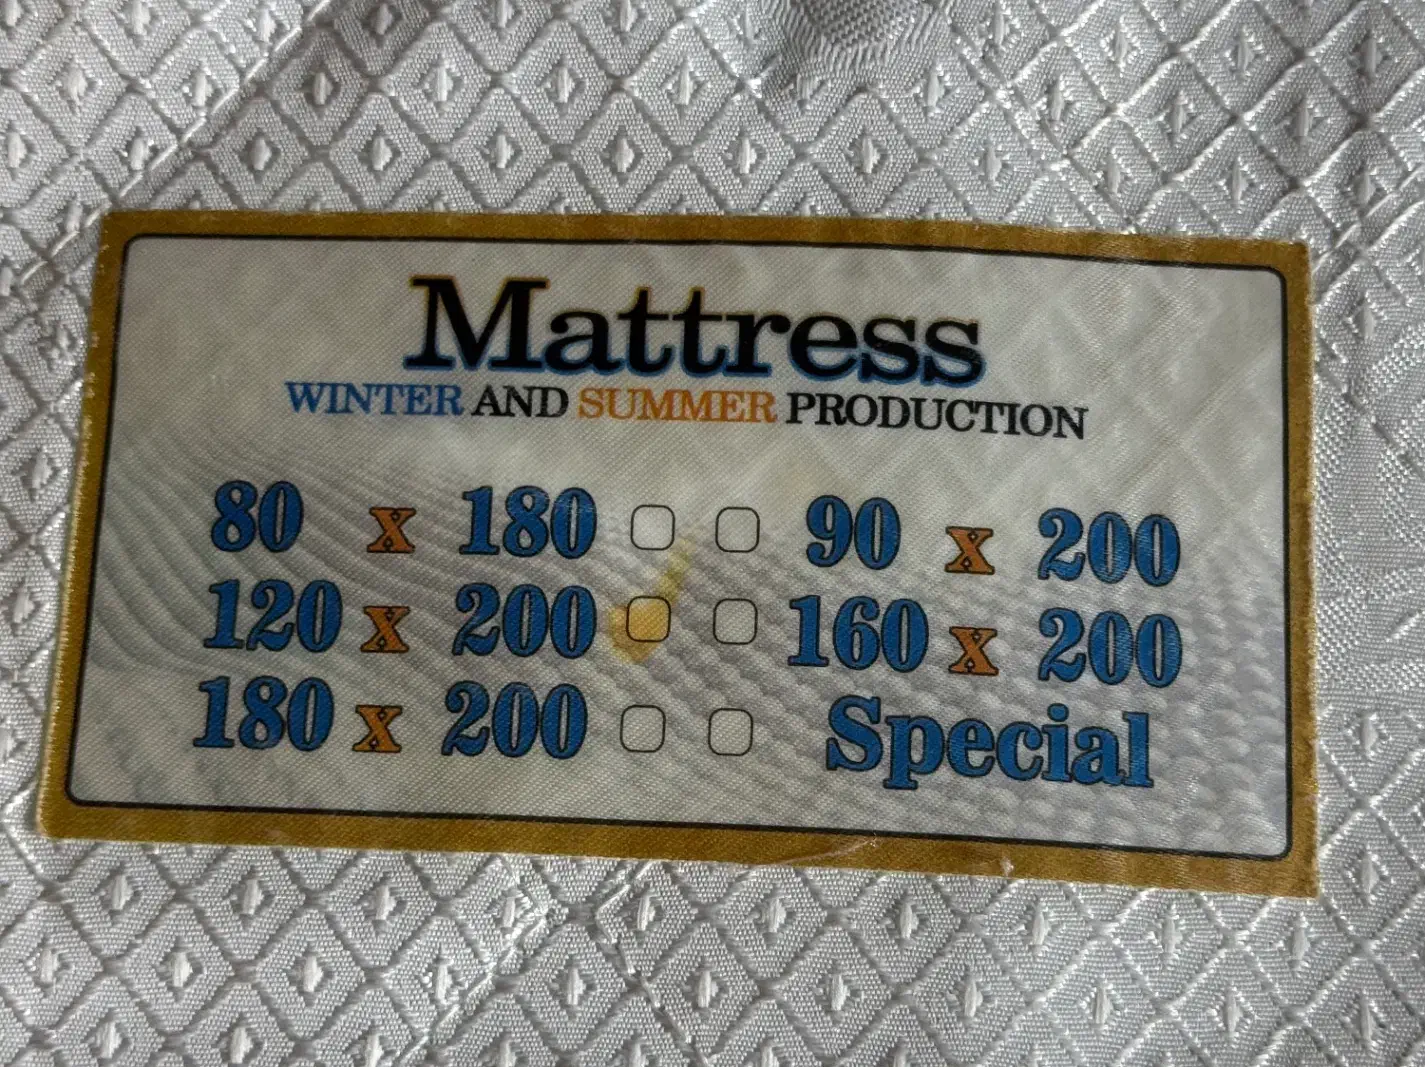 Mattress
WINTER AND SUMMER PRODUCTION
80 x 180 90 x 200
120 x 200 160 x 200
180 x 200 Special